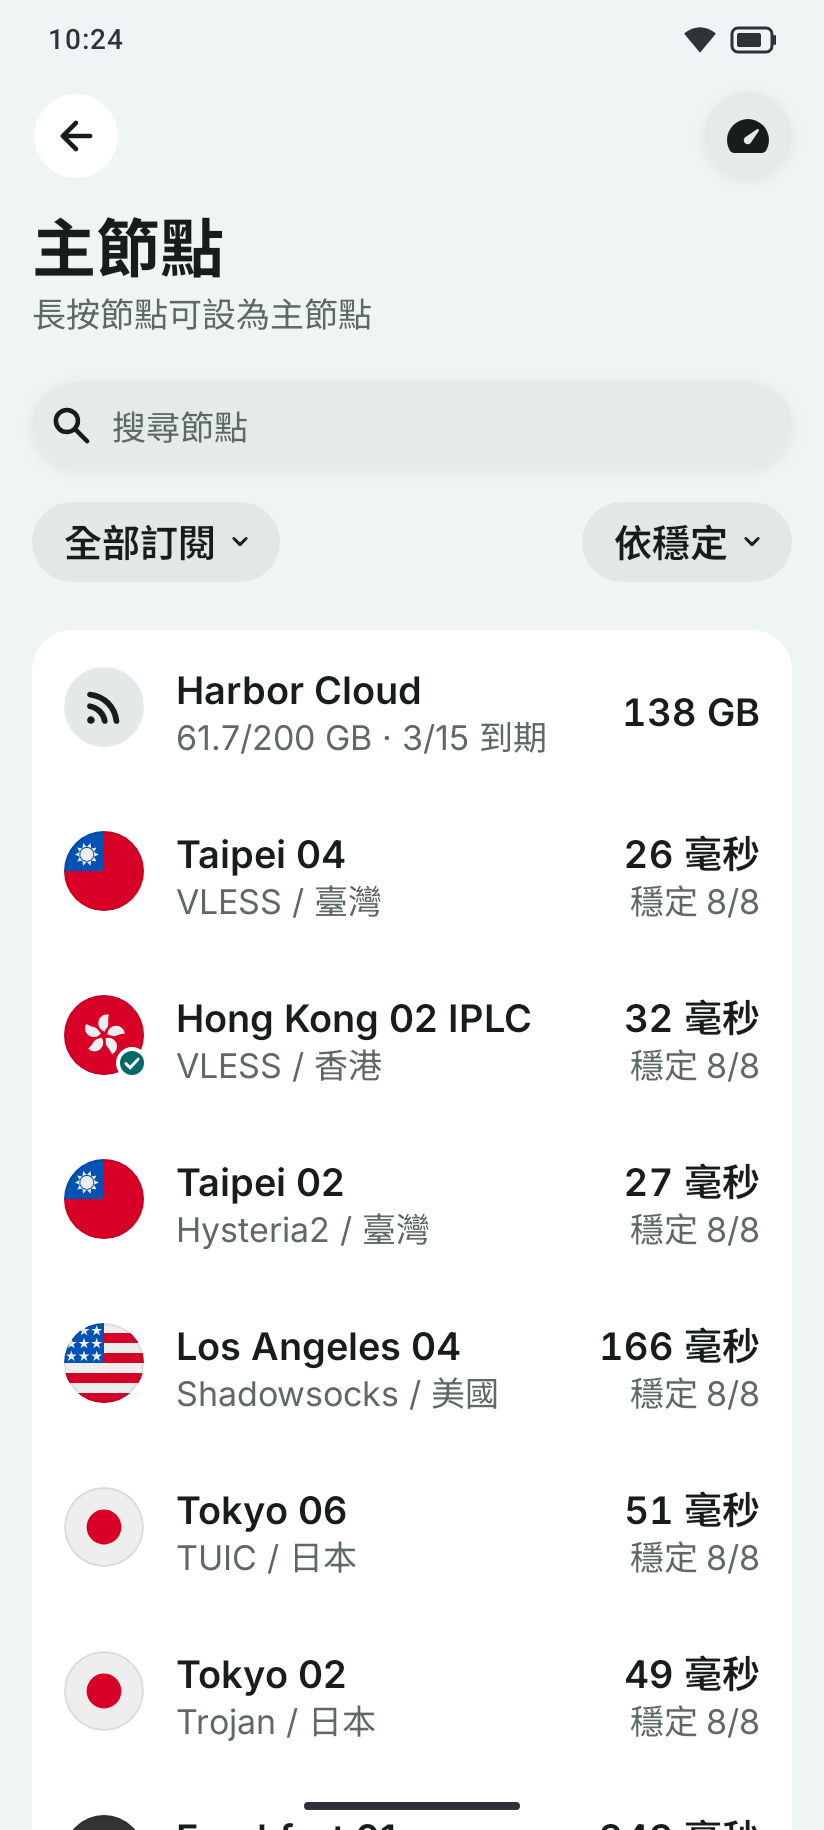 10:24
主節點
長按節點可設為主節點
搜尋節點
全部訂閱
依穩定
Harbor Cloud
138 GB
61.7/200 GB · 3/15 到期
Taipei 04
26 毫秒
VLESS / 臺灣
穩定 8/8
Hong Kong 02 IPLC
32 毫秒
VLESS / 香港
穩定 8/8
Taipei 02
27 毫秒
Hysteria2 / 臺灣
穩定 8/8
Los Angeles 04
166 毫秒
Shadowsocks / 美國
穩定 8/8
Tokyo 06
51 毫秒
TUIC / 日本
穩定 8/8
Tokyo 02
49 毫秒
Trojan / 日本
穩定 8/8